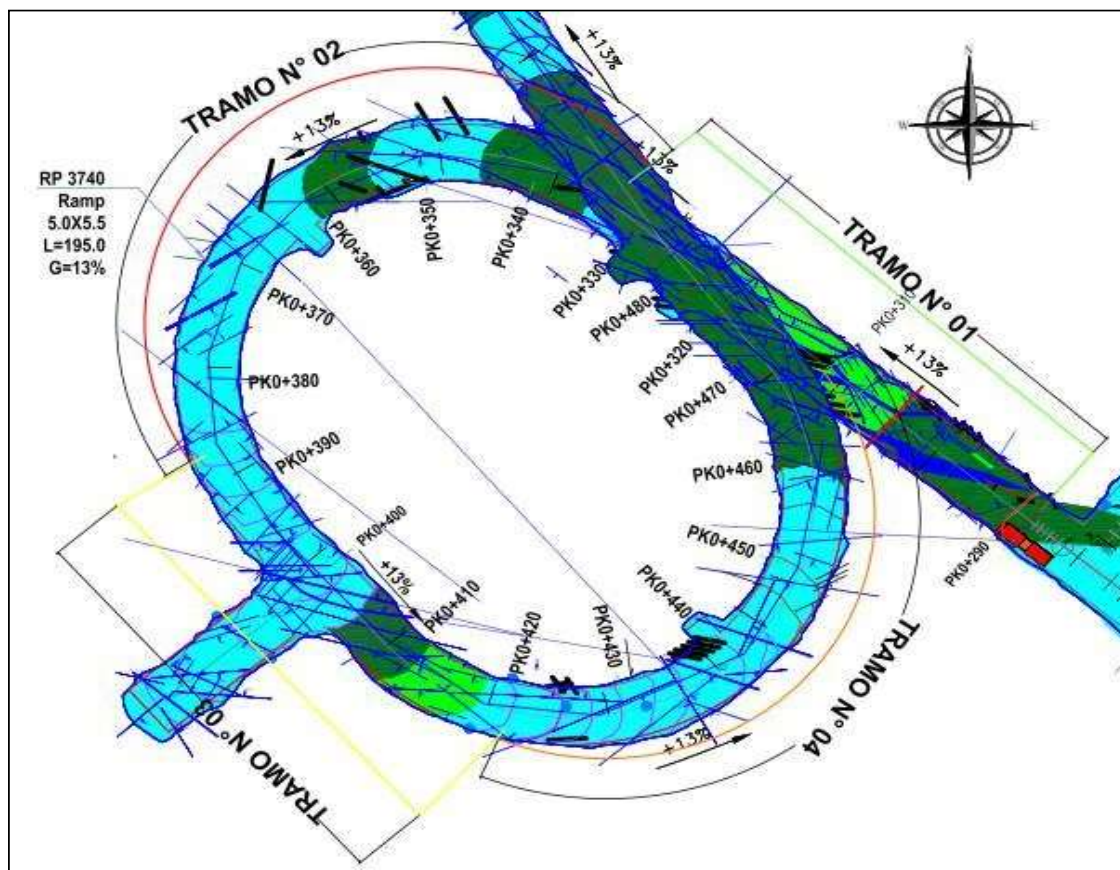 TRAMO N° 02
+13%
N
W
E
+13%
+13%
RP 3740
Ramp
5.0X5.5
L=195.0
G=13%
TRAMO N° 01
PK0+310
+13%
PK0+360
PK0+350
PK0+340
PK0+330
PK0+480
PK0+320
PK0+470
PK0+370
PK0+380
PK0+390
PK0+460
PK0+450
PK0+400
+13%
PK0+410
PK0+420
PK0+430
PK0+440
PK0+290
TRAMO N° 03
+13%
TRAMO N° 04